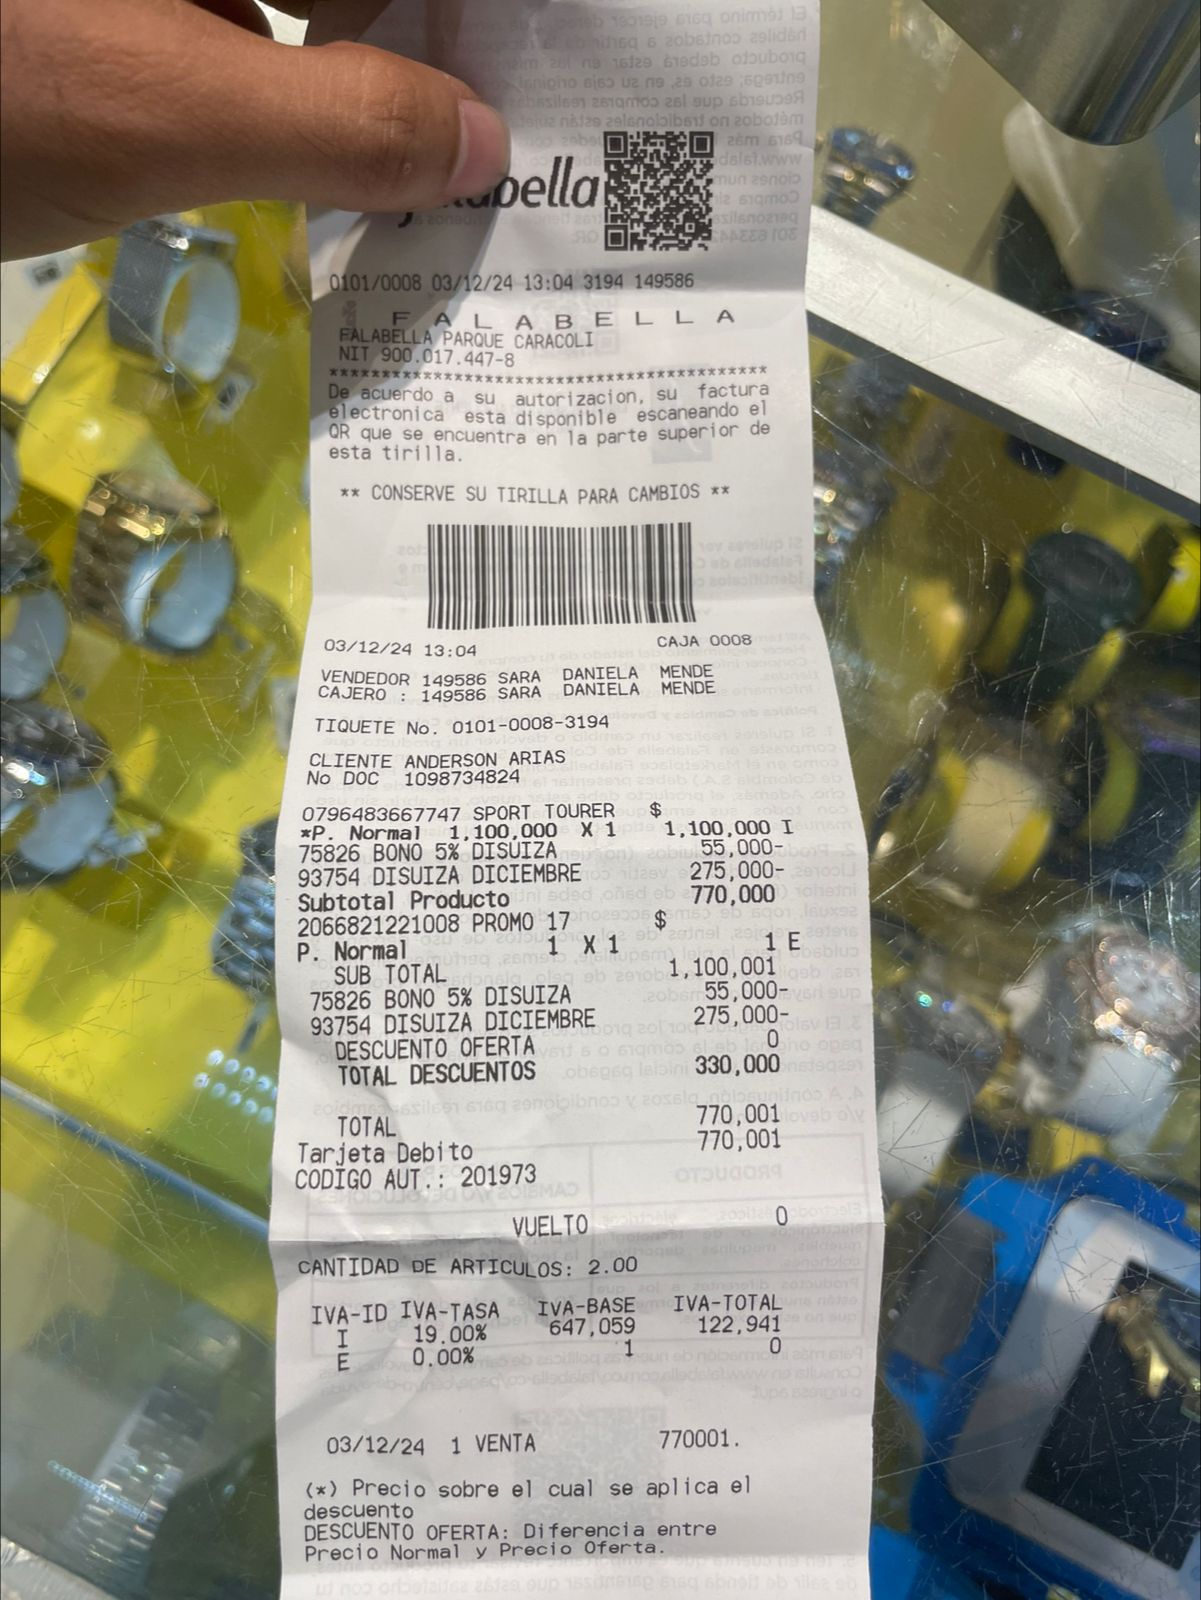 abella
0101/0008 03/12/24 13:04 3194 149586
F A L A B E L L A
FALABELLA PARQUE CARACOLI
NIT 900.017.447-8
******************************************
De acuerdo a su autorizacion, su factura
electronica esta disponible escaneando el
QR que se encuentra en la parte superior de
esta tirilla.
** CONSERVE SU TIRILLA PARA CAMBIOS **
03/12/24 13:04 CAJA 0008
VENDEDOR 149586 SARA DANIELA MENDE
CAJERO : 149586 SARA DANIELA MENDE
TIQUETE No. 0101-0008-3194
CLIENTE ANDERSON ARIAS
No DOC 1098734824
0796483667747 SPORT TOURER $
*P. Normal 1,100,000 X 1 1,100,000 I
75826 BONO 5% DISUIZA 55,000-
93754 DISUIZA DICIEMBRE 275,000-
Subtotal Producto 770,000
2066821221008 PROMO 17 $
P. Normal 1 X 1 1 E
SUB TOTAL 1,100,001
75826 BONO 5% DISUIZA 55,000-
93754 DISUIZA DICIEMBRE 275,000-
DESCUENTO OFERTA 0
TOTAL DESCUENTOS 330,000
TOTAL 770,001
Tarjeta Debito 770,001
CODIGO AUT.: 201973
VUELTO 0
CANTIDAD DE ARTICULOS: 2.00
IVA-ID IVA-TASA IVA-BASE IVA-TOTAL
I 19.00% 647,059 122,941
E 0.00% 1 0
03/12/24 1 VENTA 770001.
(*) Precio sobre el cual se aplica el
descuento
DESCUENTO OFERTA: Diferencia entre
Precio Normal y Precio Oferta.